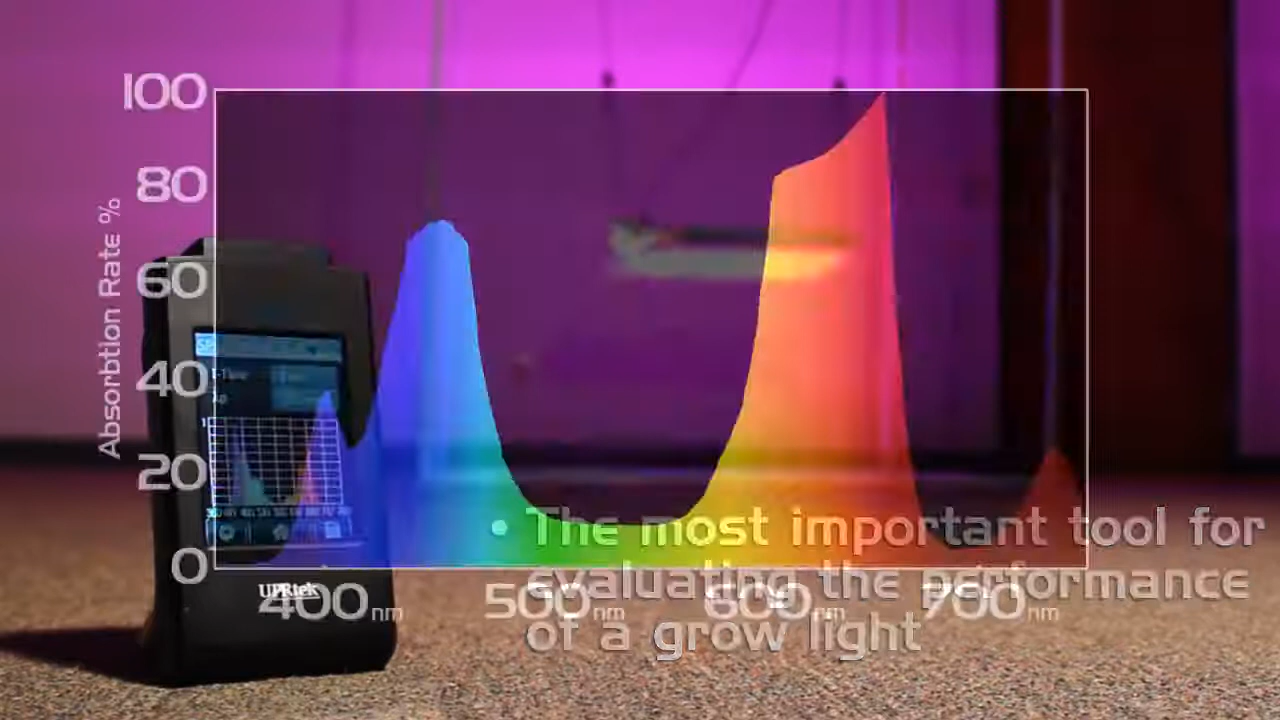 100
80
60
40
20
0
Absorbtion Rate %
UPRtek
400nm 500nm 600nm 700nm
• The most important tool for
evaluating the performance
of a grow light